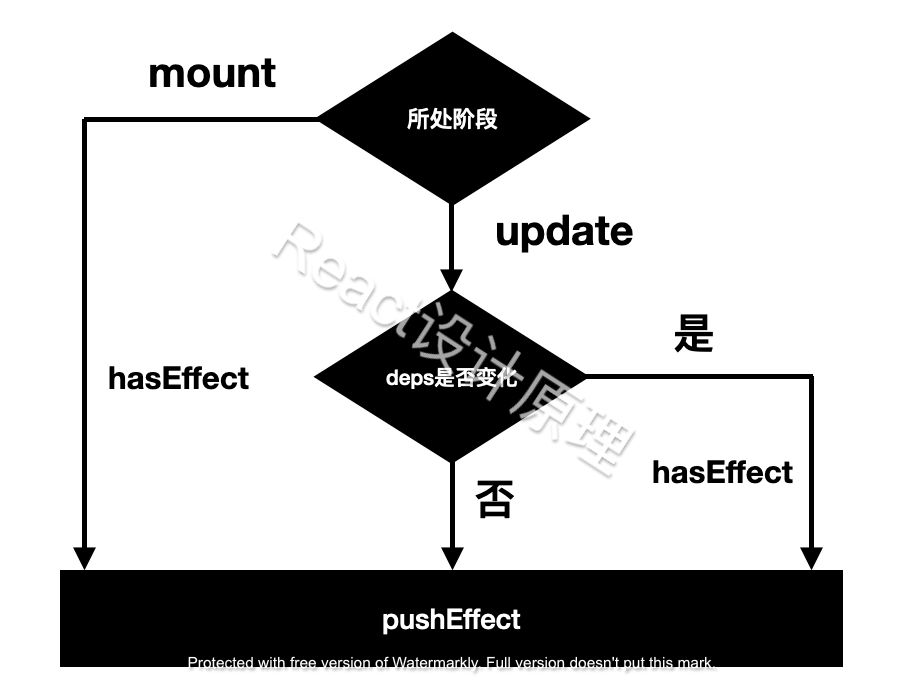 mount
所处阶段
update
React设计原理
是
deps是否变化
hasEffect
hasEffect
否
pushEffect
Protected with free version of Watermarkly. Full version doesn't put this mark.